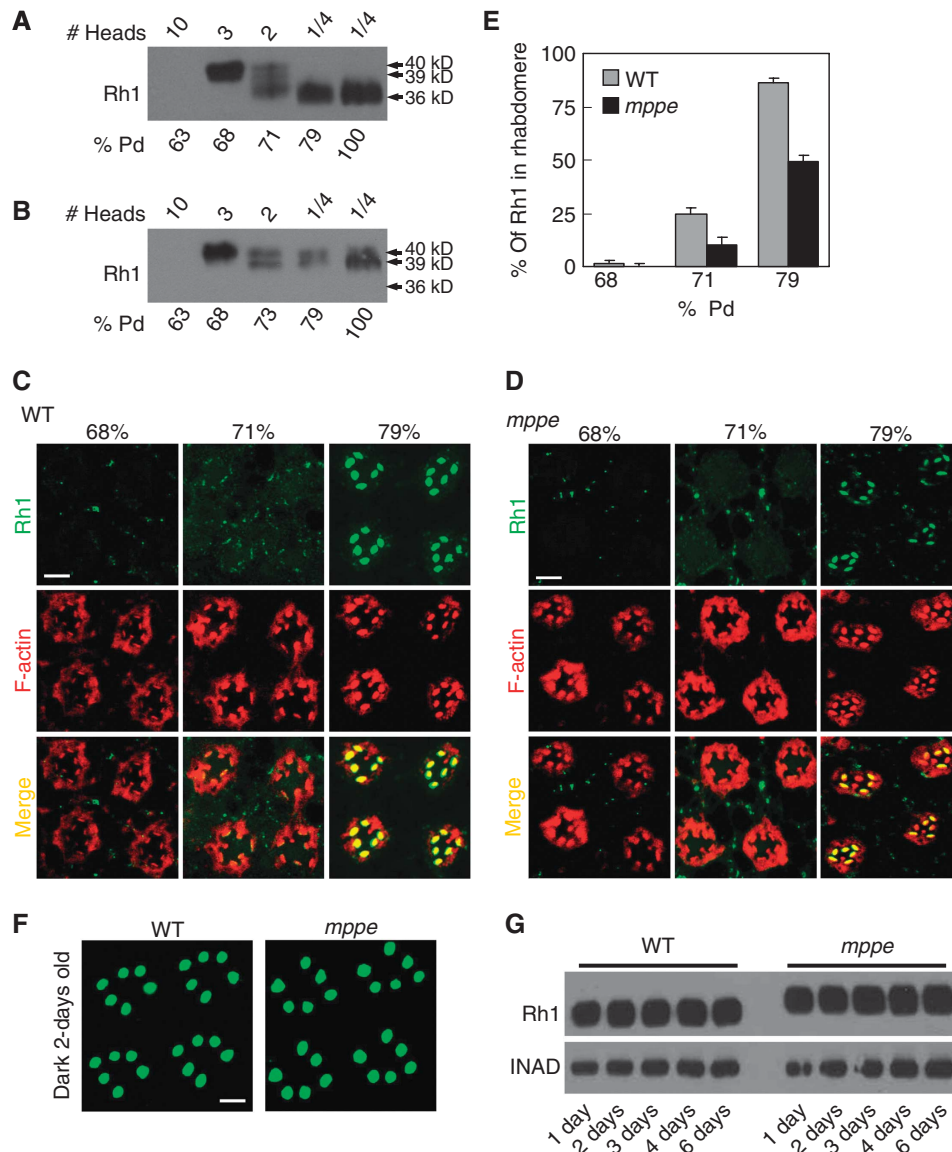 A
# Heads 10 3 2 1/4 1/4
Rh1
40 kD
39 kD
36 kD
% Pd 63 68 71 79 100
B
# Heads 10 3 2 1/4 1/4
Rh1
40 kD
39 kD
36 kD
% Pd 63 68 73 79 100
E
% Of Rh1 in rhabdomere
100
75
50
25
0
WT
mppe
68 71 79
% Pd
C
WT
68% 71% 79%
Rh1
F-actin
Merge
D
mppe
68% 71% 79%
Rh1
F-actin
Merge
F
WT mppe
Dark 2-days old
G
WT mppe
Rh1
INAD
1 day 2 days 3 days 4 days 6 days 1 day 2 days 3 days 4 days 6 days